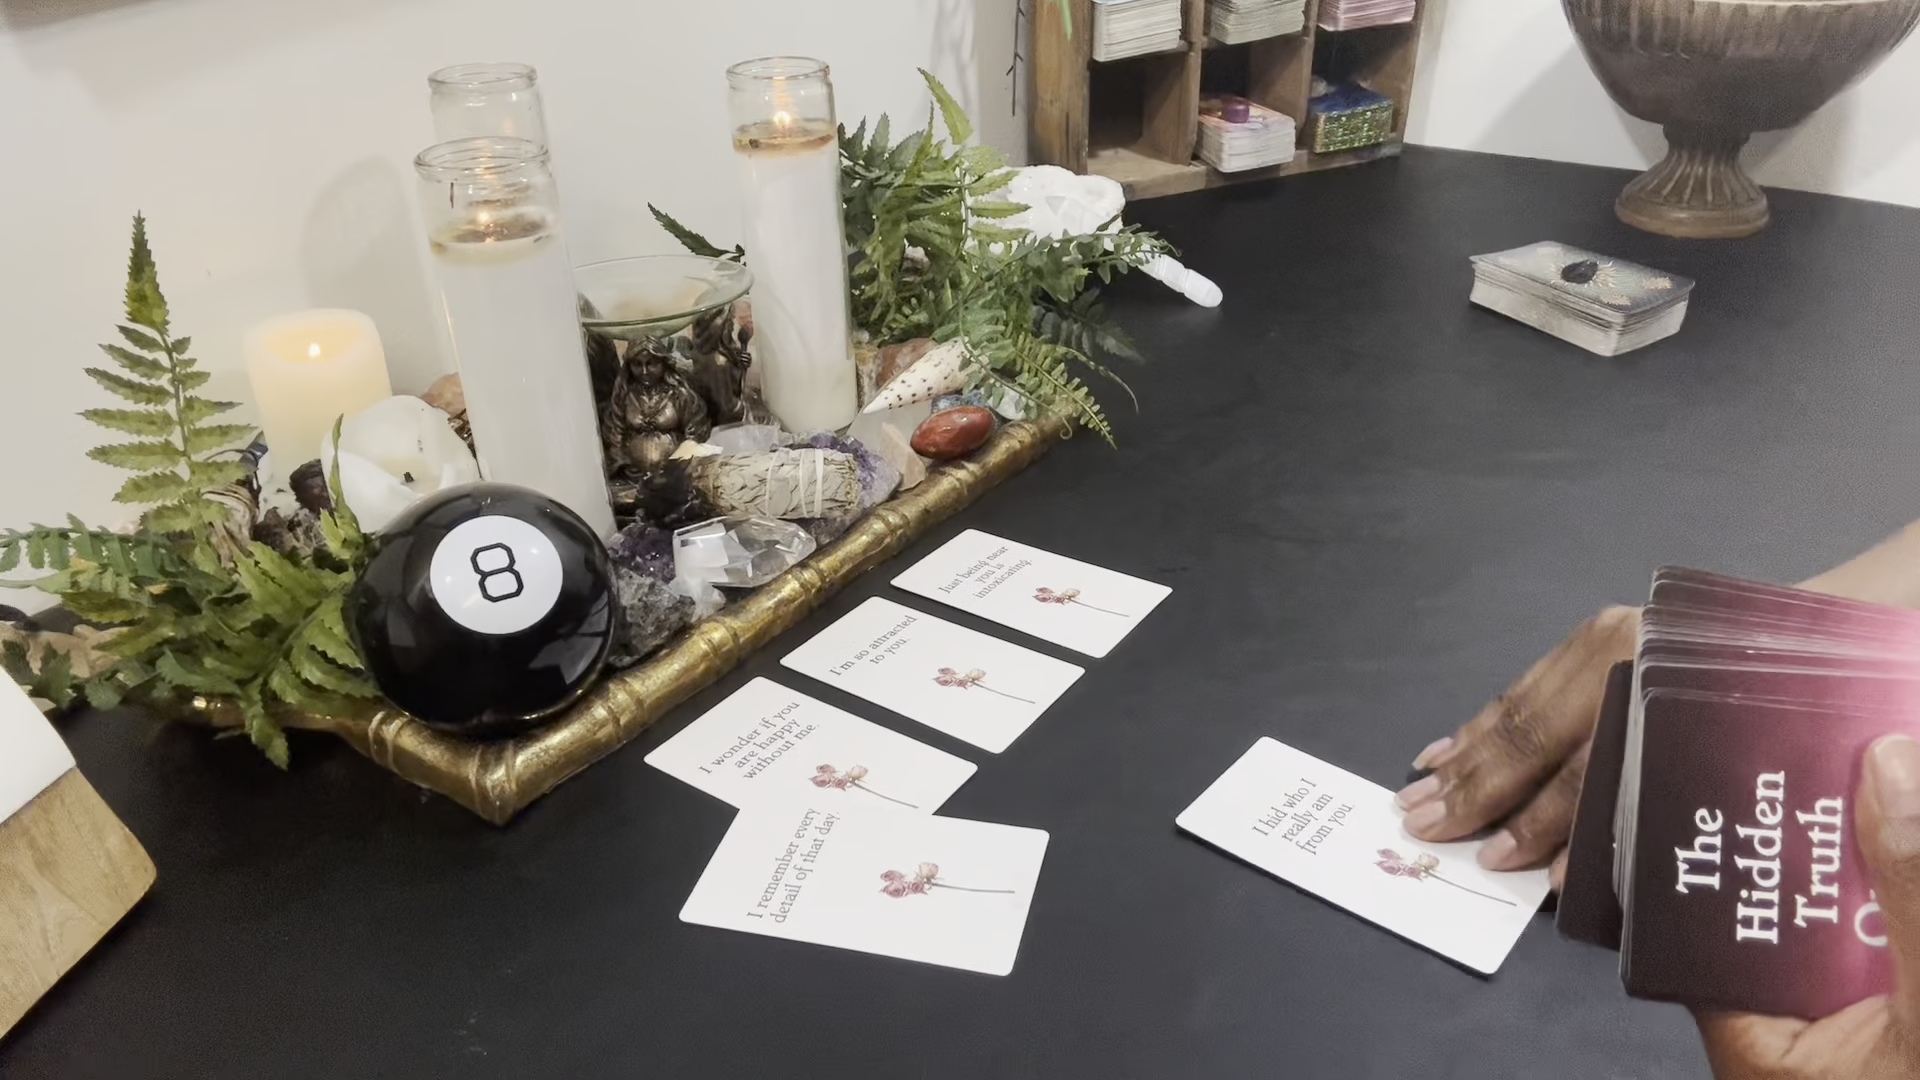 8
Just being near
you is
intoxicating.
I'm so attracted
to you.
I wonder if you
are happy
without me.
I remember every
detail of that day.
I hid who I
really am
from you.
The
Hidden
Truth